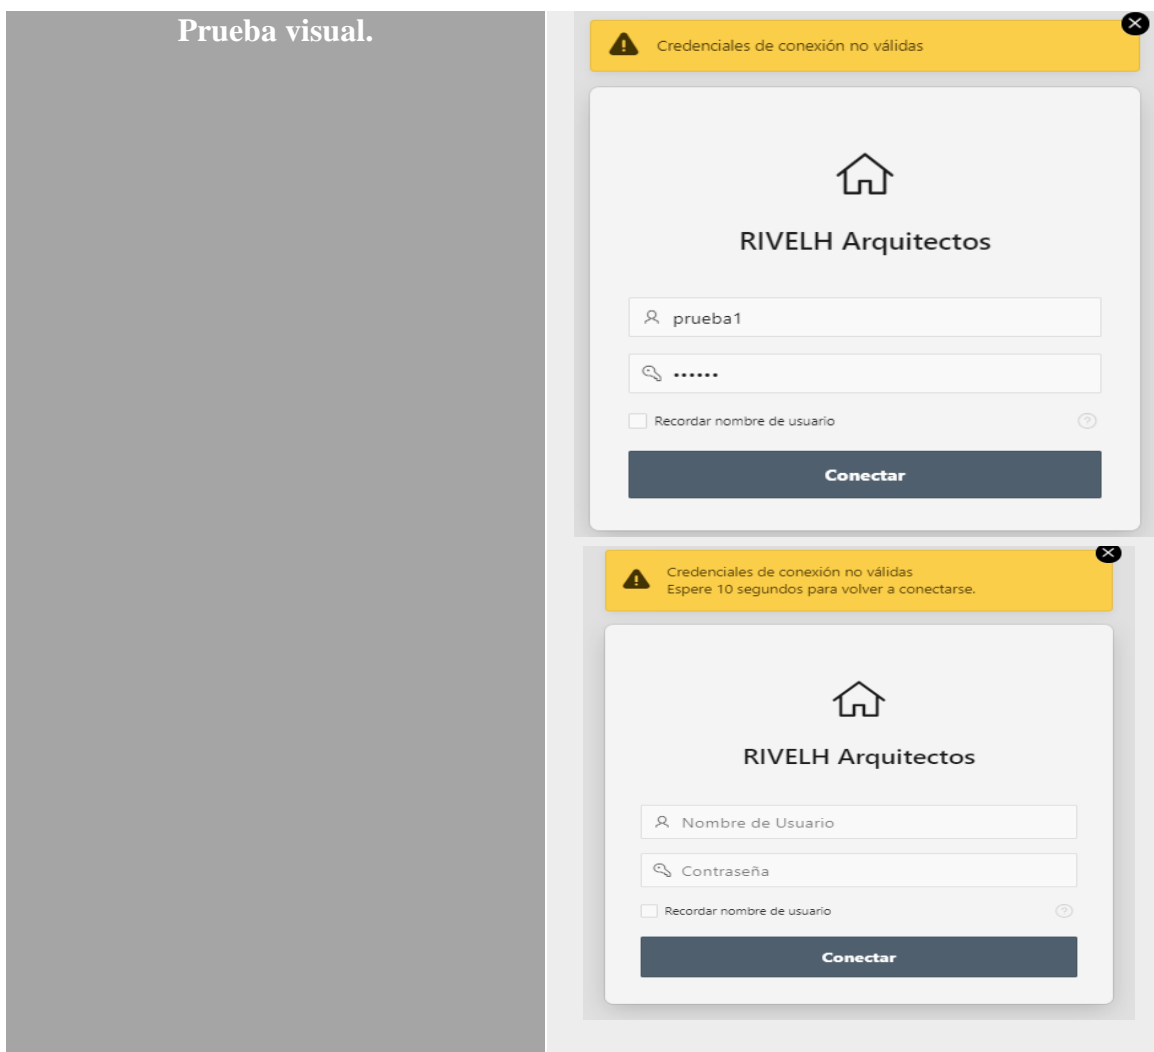 Prueba visual.
Credenciales de conexión no válidas
RIVELH Arquitectos
prueba1
••••••
Recordar nombre de usuario
?
Conectar
Credenciales de conexión no válidas
Espere 10 segundos para volver a conectarse.
RIVELH Arquitectos
Nombre de Usuario
Contraseña
Recordar nombre de usuario
?
Conectar